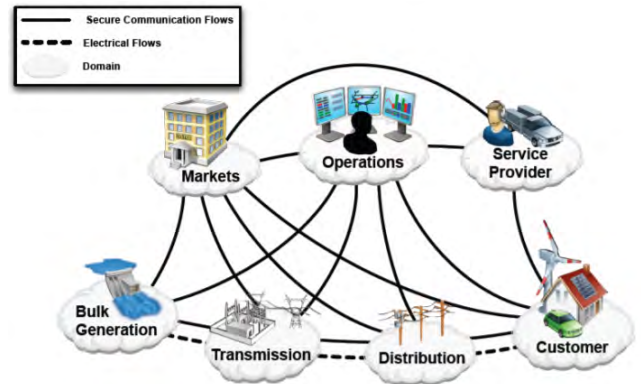 Secure Communication Flows
Electrical Flows
Domain
Markets
Operations
Service
Provider
Bulk
Generation
Transmission
Distribution
Customer